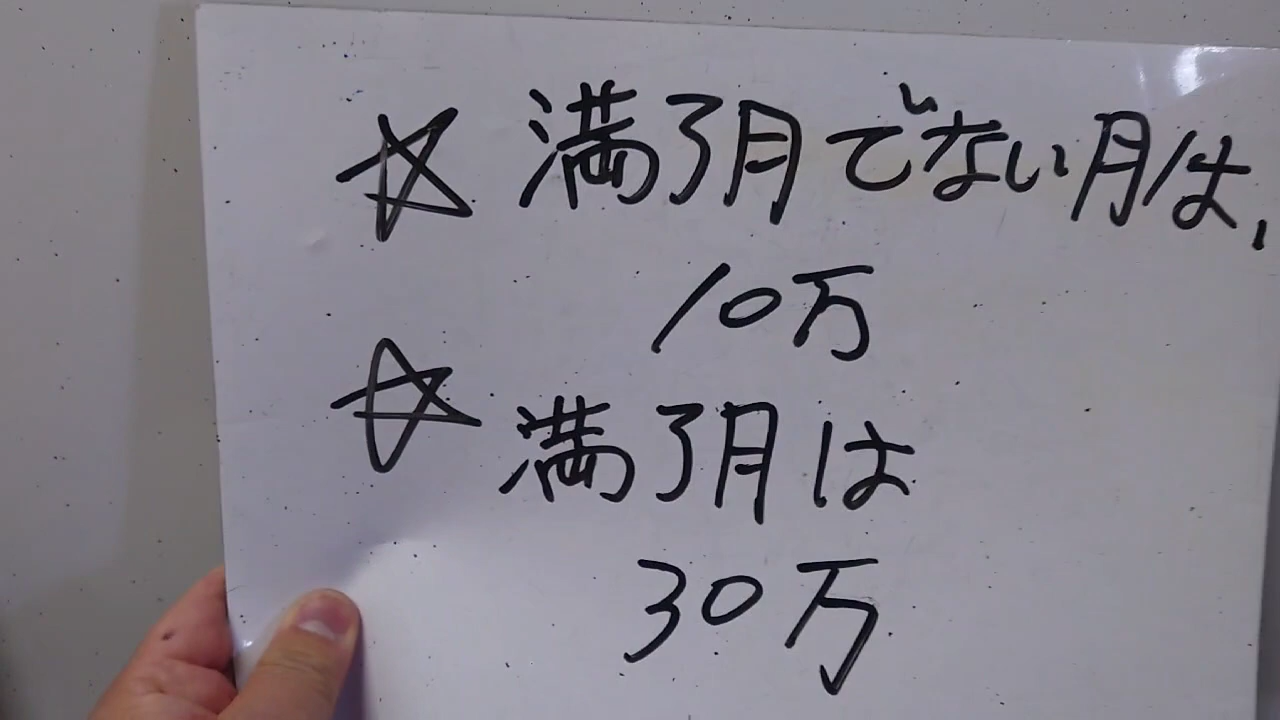 ☆ 満了月でない月は、
10万
☆ 満了月は
30万